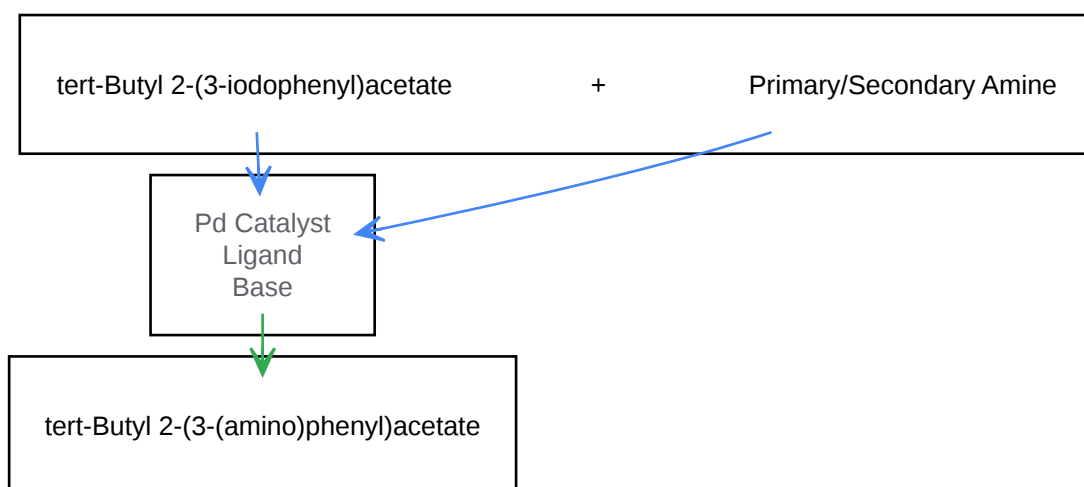 tert-Butyl 2-(3-iodophenyl)acetate + Primary/Secondary Amine
Pd Catalyst
Ligand
Base
tert-Butyl 2-(3-(amino)phenyl)acetate